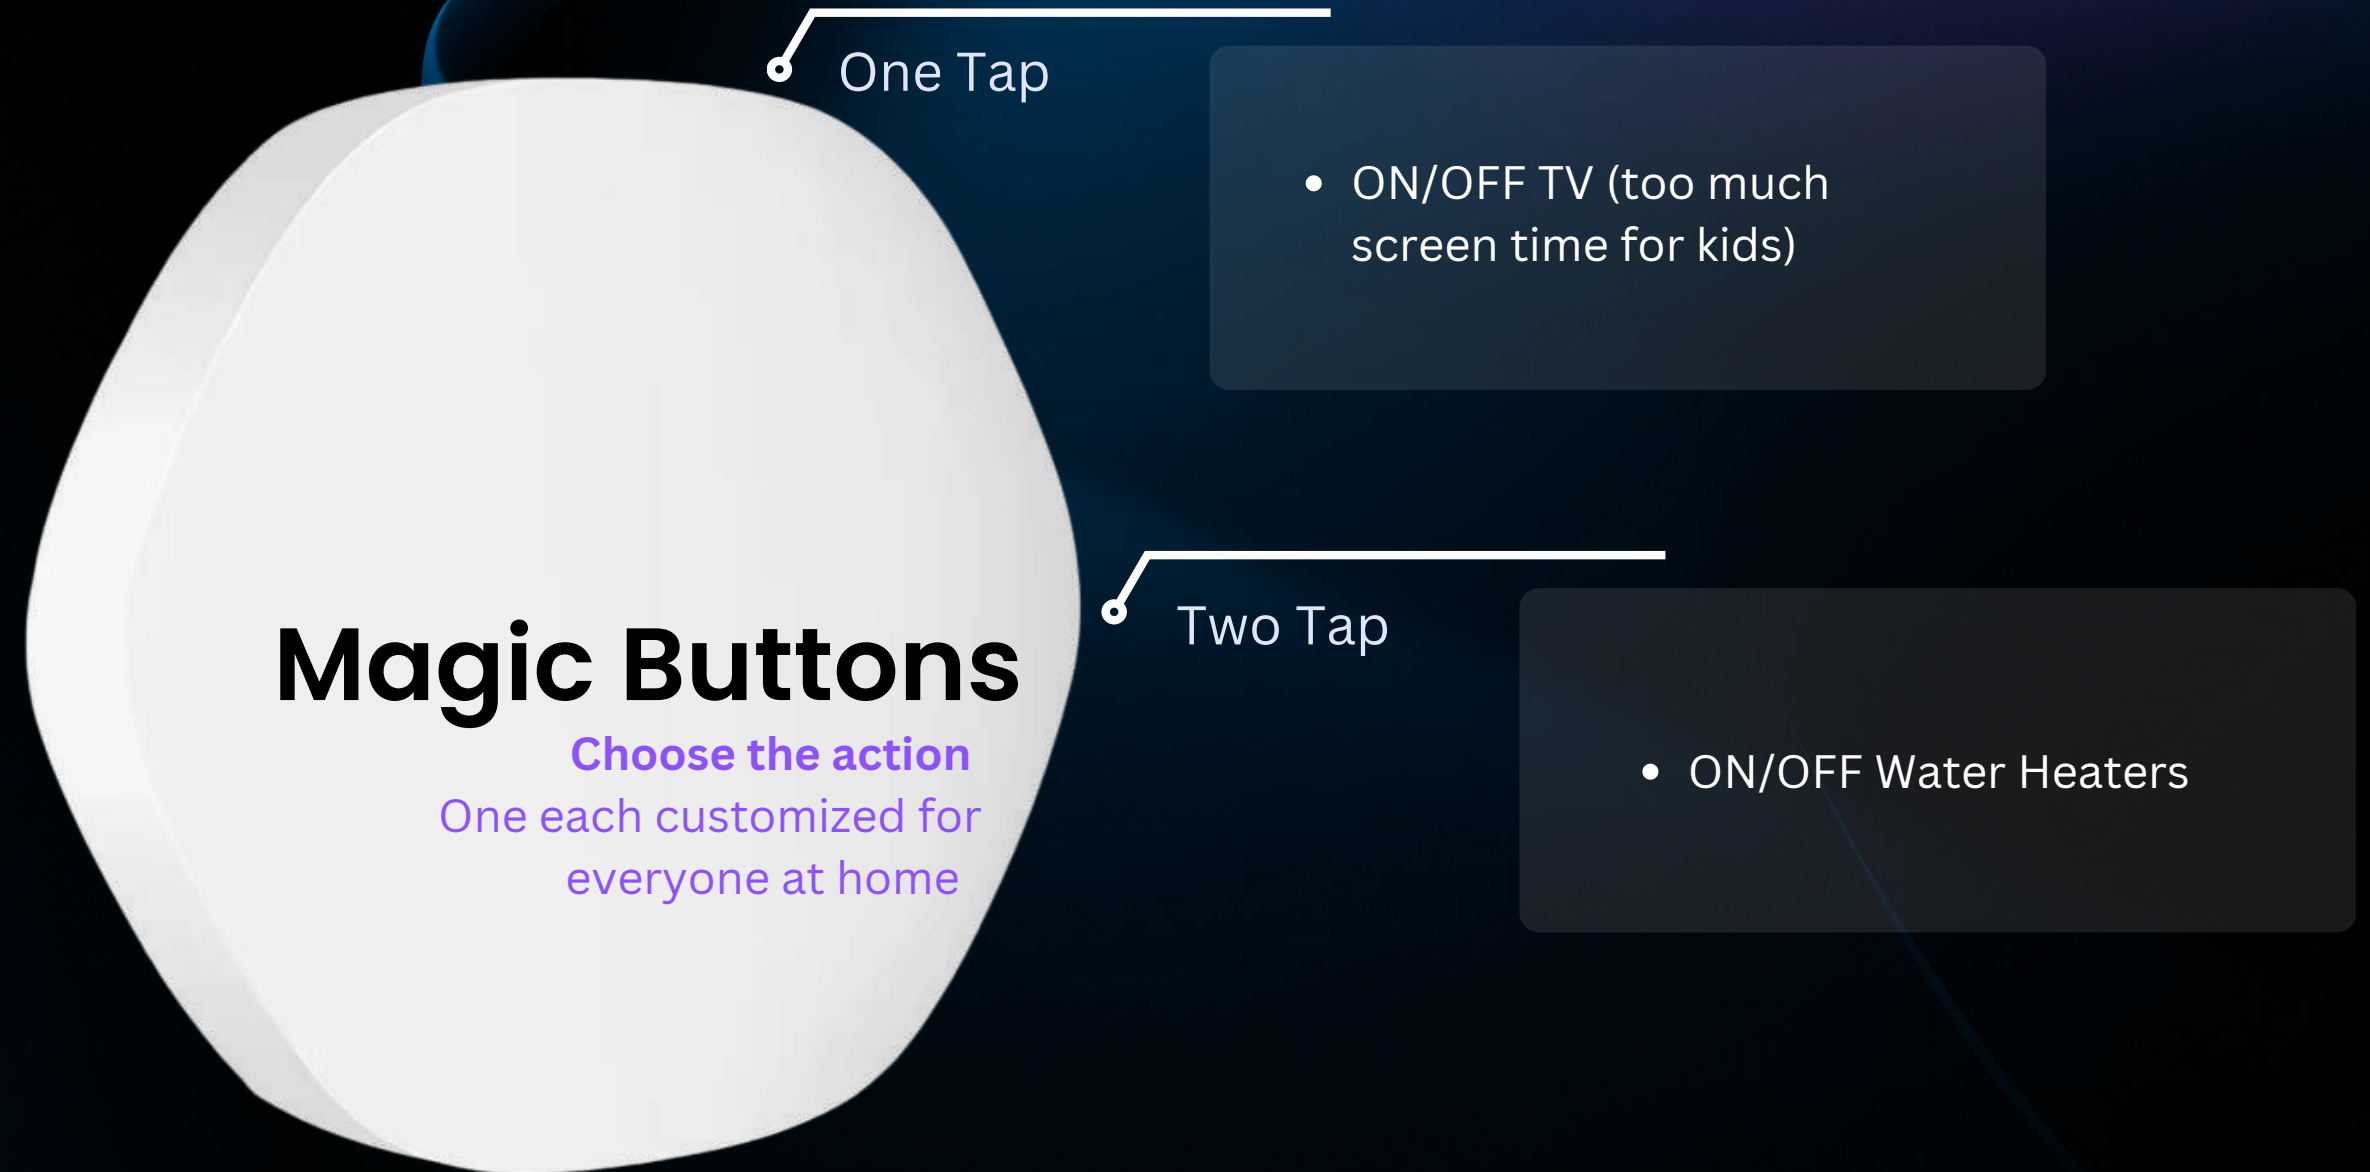 One Tap
• ON/OFF TV (too much
screen time for kids)
Two Tap
• ON/OFF Water Heaters
Magic Buttons
Choose the action
One each customized for
everyone at home